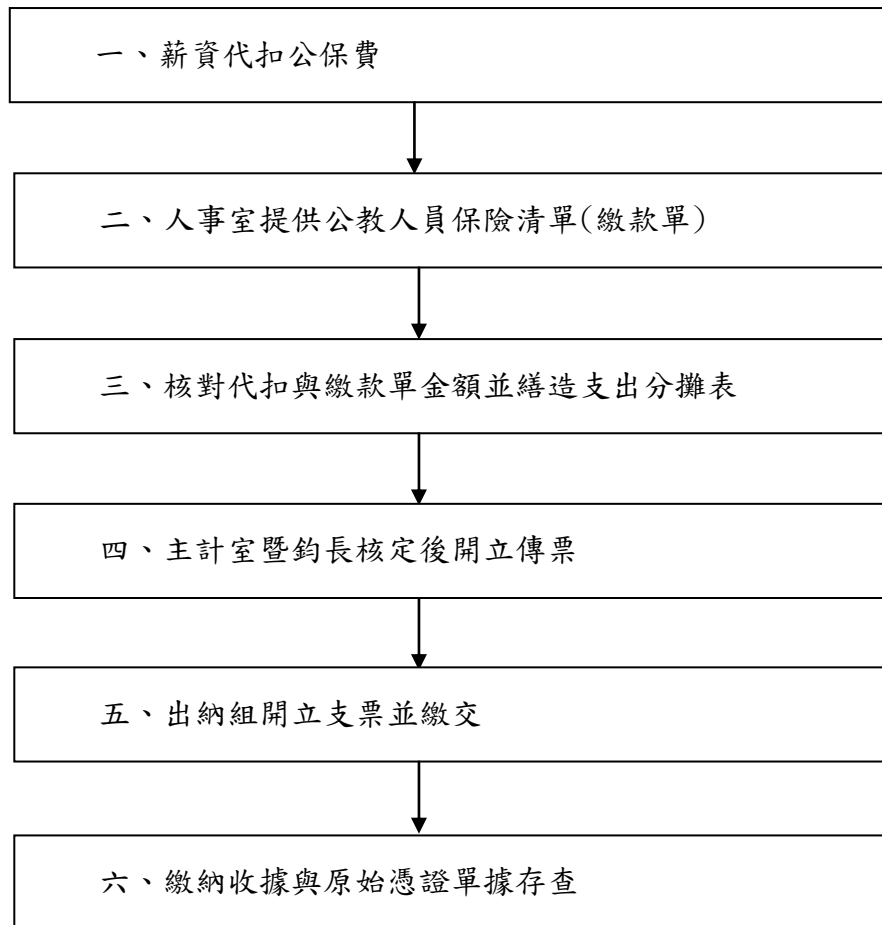 一、薪資代扣公保費
二、人事室提供公教人員保險清單(繳款單)
三、核對代扣與繳款單金額並繕造支出分攤表
四、主計室暨鈞長核定後開立傳票
五、出納組開立支票並繳交
六、繳納收據與原始憑證單據存查